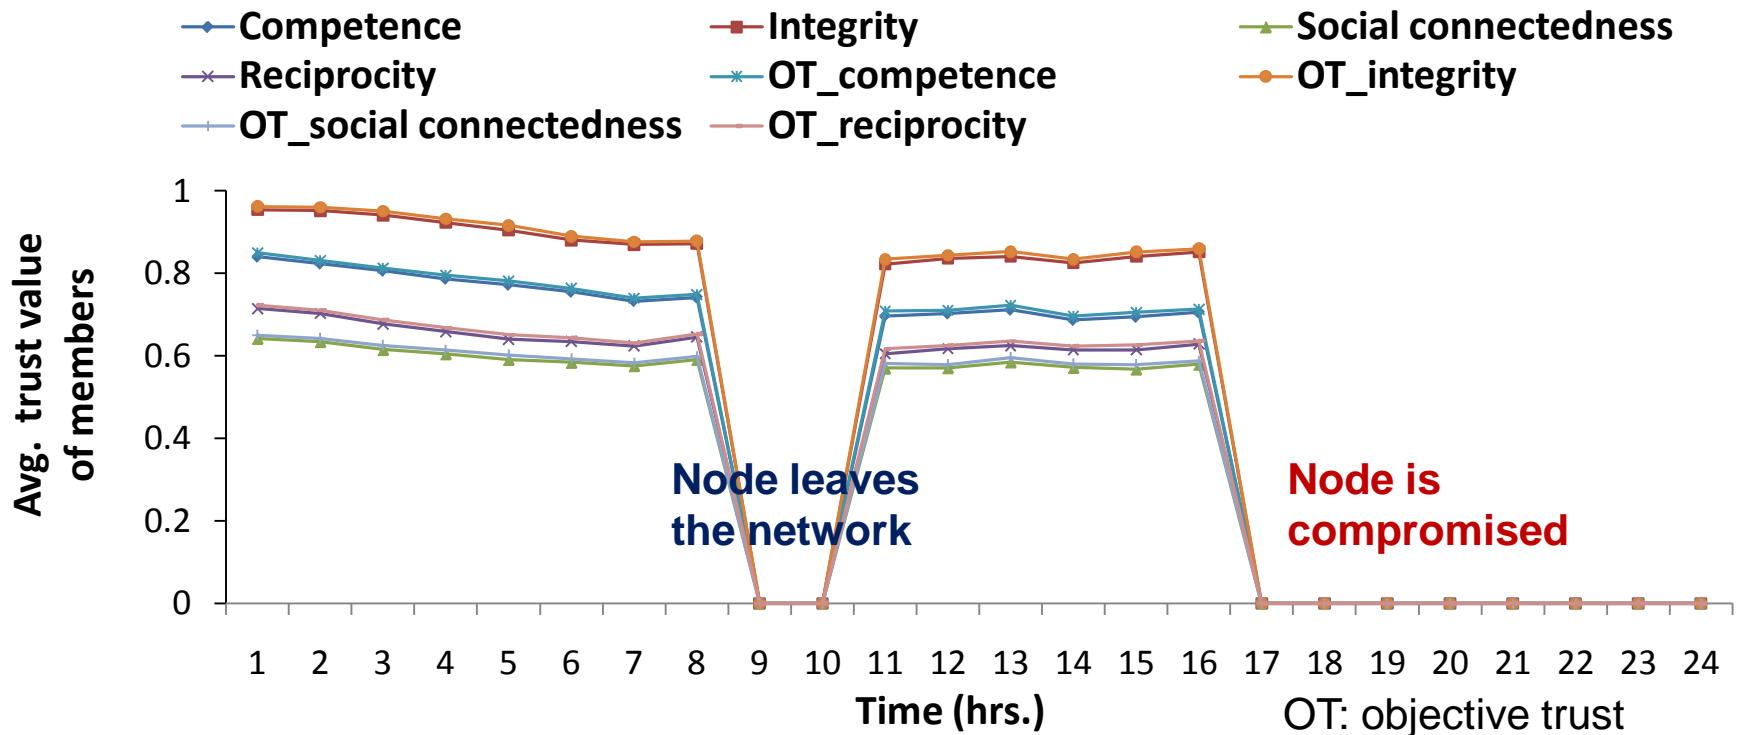 Competence Integrity Social connectedness
Reciprocity OT_competence OT_integrity
OT_social connectedness OT_reciprocity
Avg. trust value
of members
1
0.8
0.6
0.4
0.2
0
Node leaves
the network
Node is
compromised
1 2 3 4 5 6 7 8 9 10 11 12 13 14 15 16 17 18 19 20 21 22 23 24
Time (hrs.)
OT: objective trust